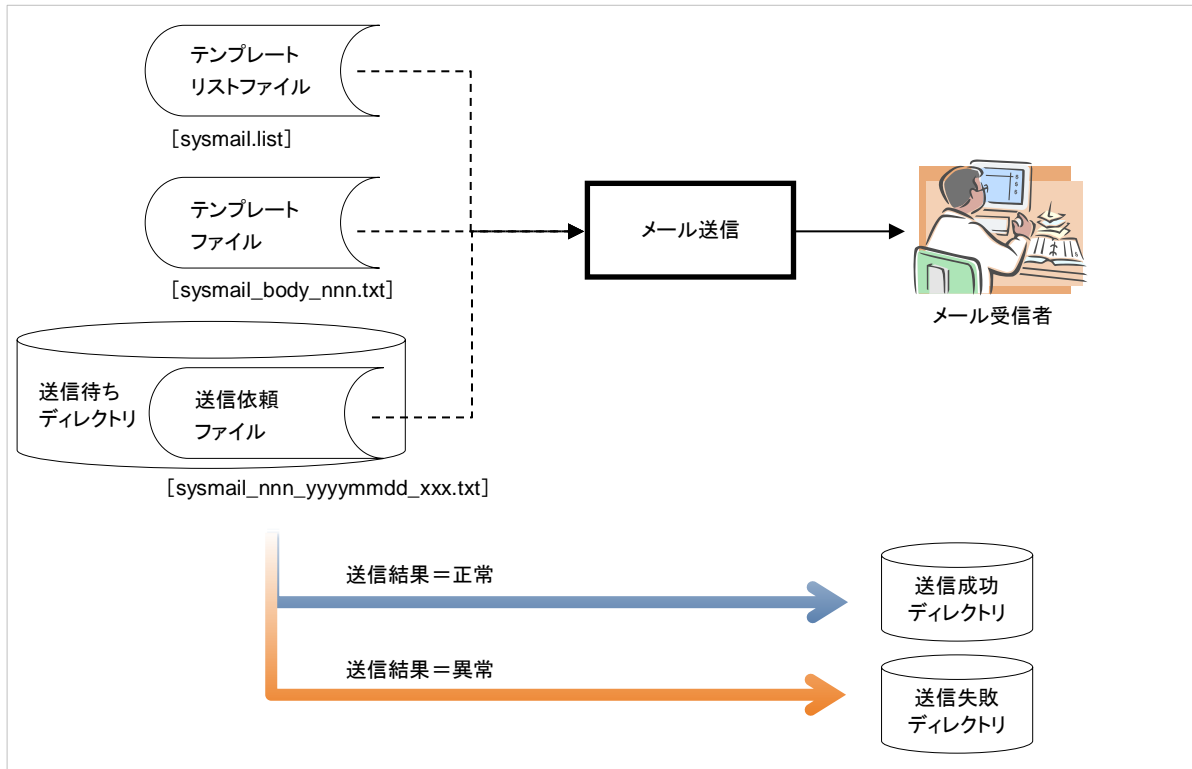 テンプレート
リストファイル
[sysmail.list]
テンプレート
ファイル
[sysmail_body_nnn.txt]
送信待ち
ディレクトリ
送信依頼
ファイル
[sysmail_nnn_yyyymmdd_xxx.txt]
メール送信
メール受信者
送信結果＝正常
送信成功
ディレクトリ
送信結果＝異常
送信失敗
ディレクトリ